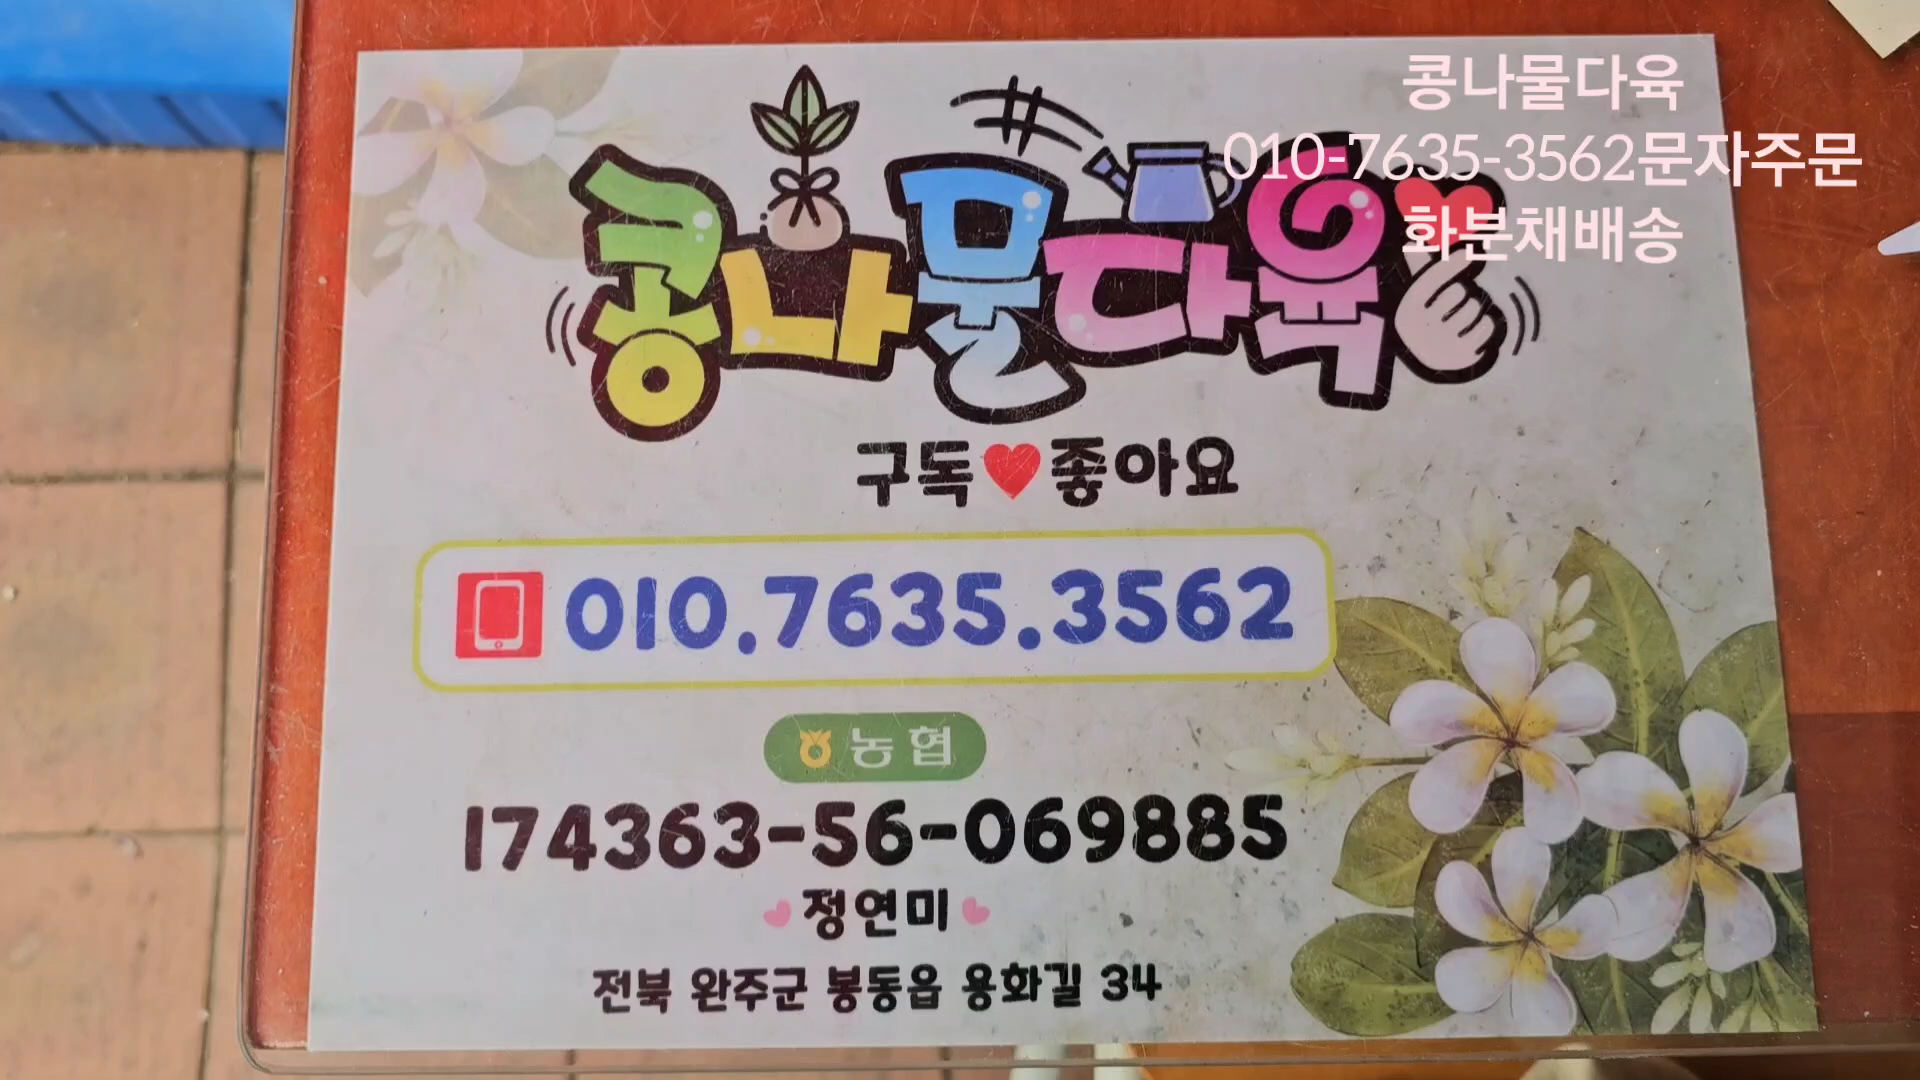 콩나물다육
010-7635-3562문자주문
화분채배송
콩나물다육
구독❤좋아요
010.7635.3562
농협
174363-56-069885
정연미
전북 완주군 봉동읍 용화길 34